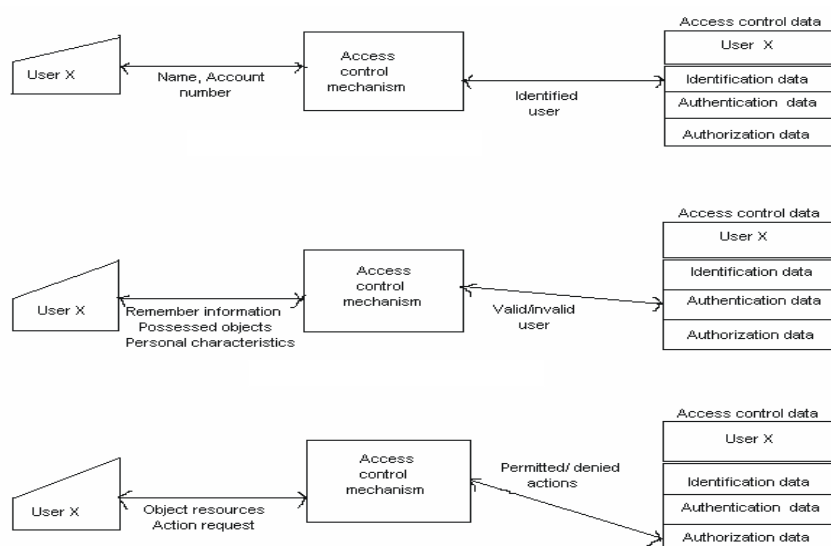 Access control data
User X
User X
Name, Account
number
Access
control
mechanism
Identified
user
Identification data
Authentication data
Authorization data
Access control data
User X
User X
Remember information
Possessed objects
Personal characteristics
Access
control
mechanism
Valid/invalid
user
Identification data
Authentication data
Authorization data
Access control data
User X
User X
Object resources
Action request
Access
control
mechanism
Permitted/ denied
actions
Identification data
Authentication data
Authorization data